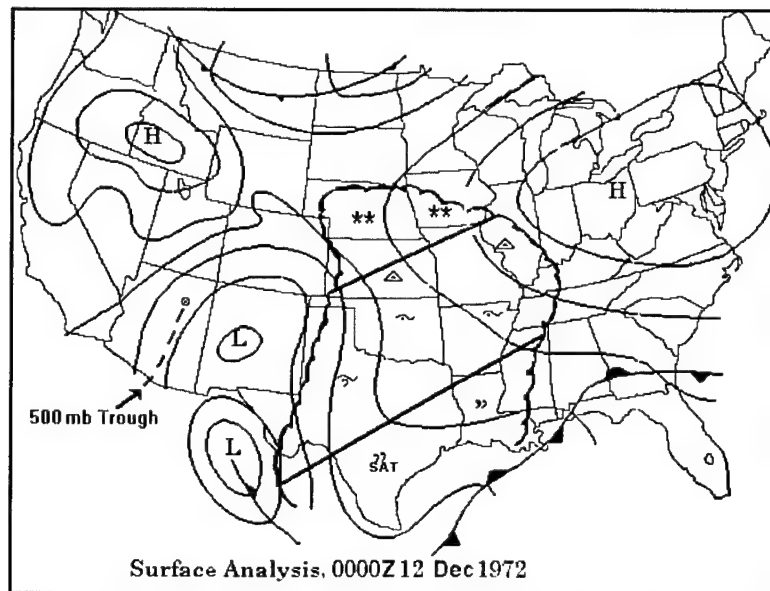 H
H
L
500 mb Trough
L
SAT
Surface Analysis, 0000Z 12 Dec 1972